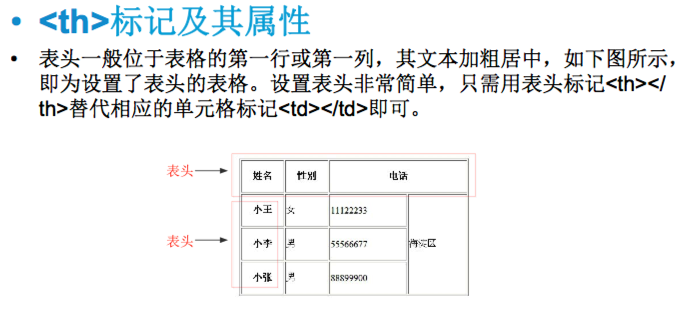 • <th>标记及其属性
• 表头一般位于表格的第一行或第一列，其文本加粗居中，如下图所示，
即为设置了表头的表格。设置表头非常简单，只需用表头标记<th></
th>替代相应的单元格标记<td></td>即可。
表头 姓名 性别 电话
小王 女 11122233
表头 小李 男 55566677 海淀区
小张 男 88899900